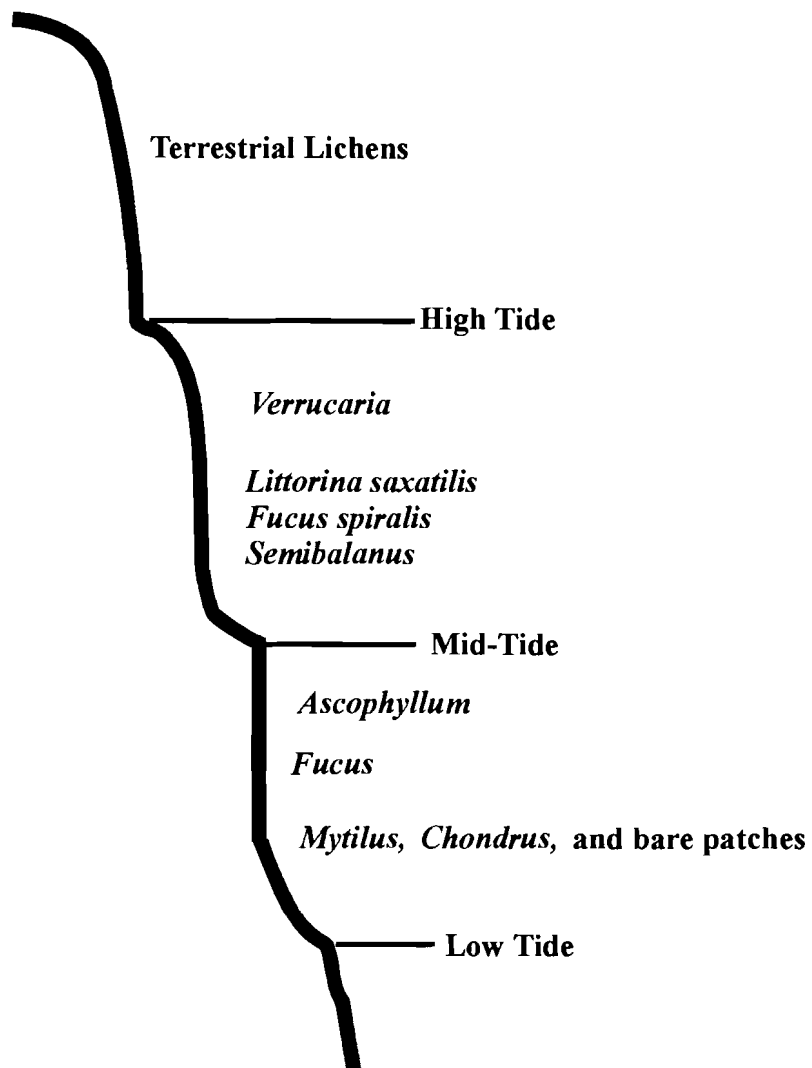 Terrestrial Lichens
High Tide
Verrucaria
Littorina saxatilis
Fucus spiralis
Semibalanus
Mid-Tide
Ascophyllum
Fucus
Mytilus, Chondrus, and bare patches
Low Tide